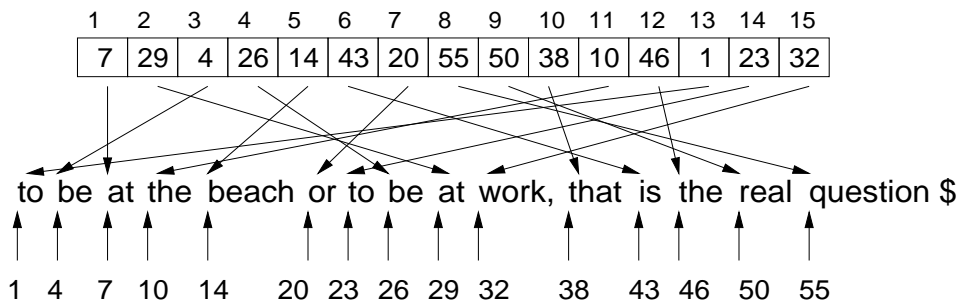 1 2 3 4 5 6 7 8 9 10 11 12 13 14 15
7 29 4 26 14 43 20 55 50 38 10 46 1 23 32
to be at the beach or to be at work, that is the real question $
1 4 7 10 14 20 23 26 29 32 38 43 46 50 55